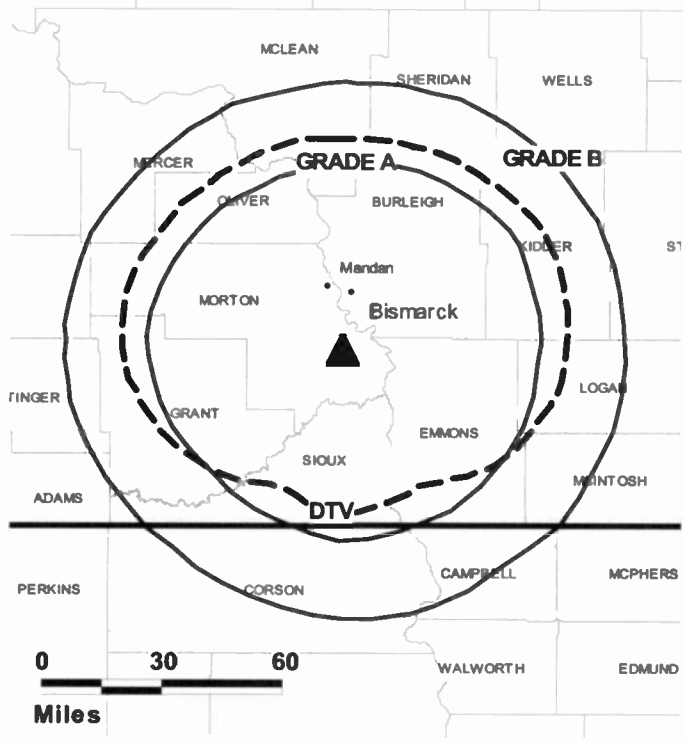 MCLEAN
SHERIDAN
WELLS
GRADE B
MERCER
GRADE A
OLIVER
BURLEIGH
KIDDER
ST
Mandan
MORTON
Bismarck
LOGAN
TINGER
GRANT
EMMONS
SIOUX
MCINTOSH
ADAMS
DTV
CAMPBELL
MCPHERS
PERKINS
CORSON
0 30 60
WALWORTH
EDMUND
Miles